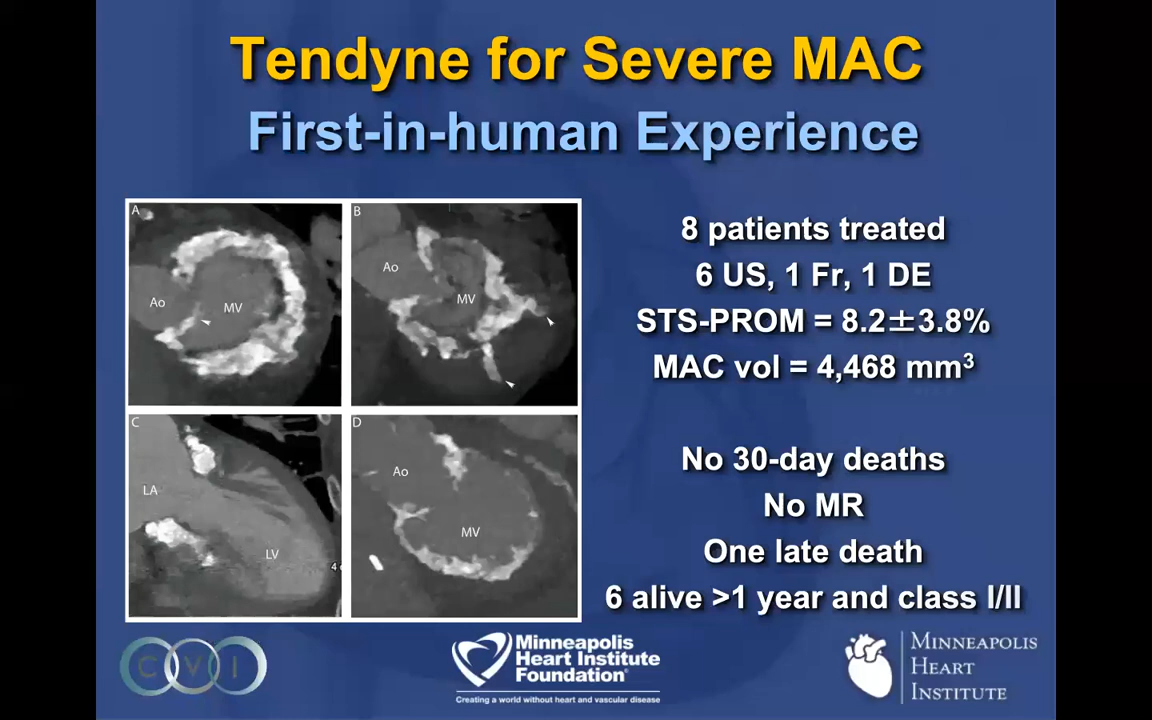 Tendyne for Severe MAC
First-in-human Experience
A
Ao
MV
B
Ao
MV
C
LA
LV
4
D
Ao
MV
8 patients treated
6 US, 1 Fr, 1 DE
STS-PROM = 8.2±3.8%
MAC vol = 4,468 mm³
No 30-day deaths
No MR
One late death
6 alive >1 year and class I/II
CVI
Minneapolis
Heart Institute
Foundation®
Creating a world without heart and vascular disease
MINNEAPOLIS
HEART
INSTITUTE